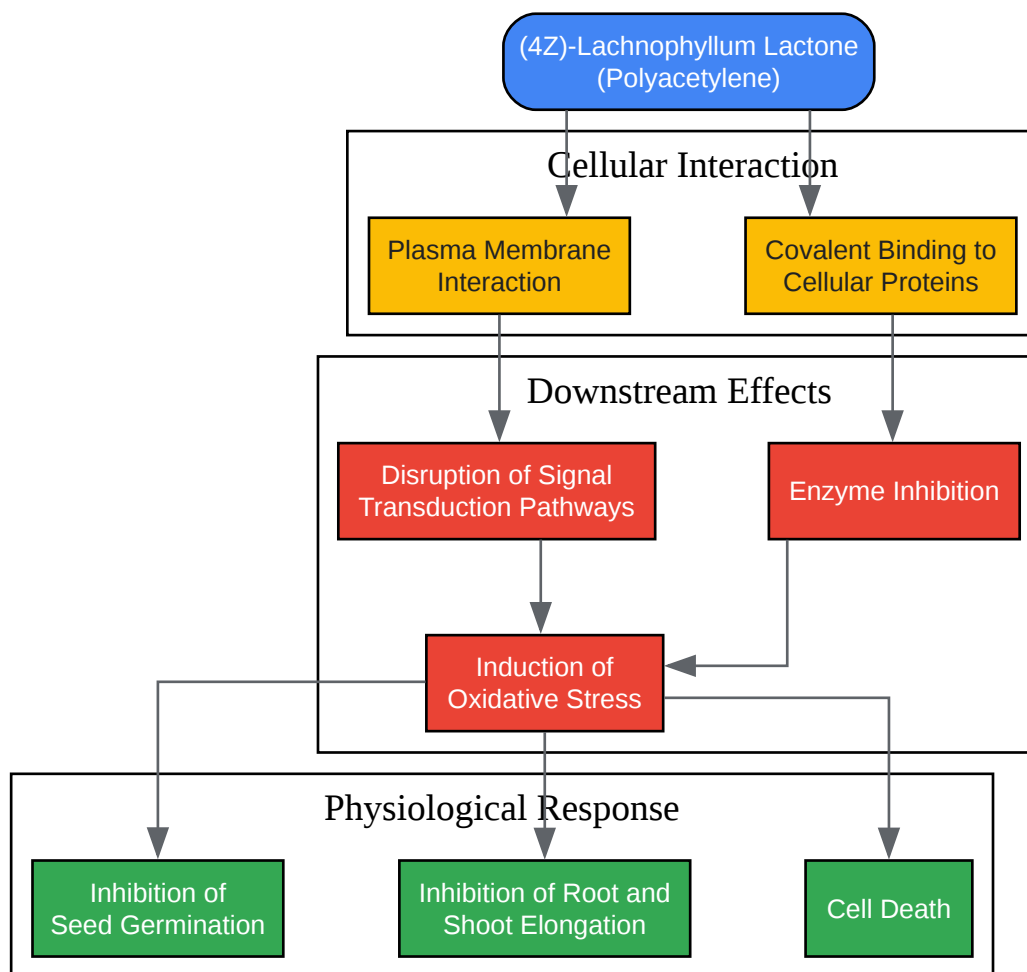 (4Z)-Lachnophyllum Lactone
(Polyacetylene)
Cellular Interaction
Plasma Membrane
Interaction
Covalent Binding to
Cellular Proteins
Downstream Effects
Disruption of Signal
Transduction Pathways
Enzyme Inhibition
Induction of
Oxidative Stress
Physiological Response
Inhibition of
Seed Germination
Inhibition of Root and
Shoot Elongation
Cell Death